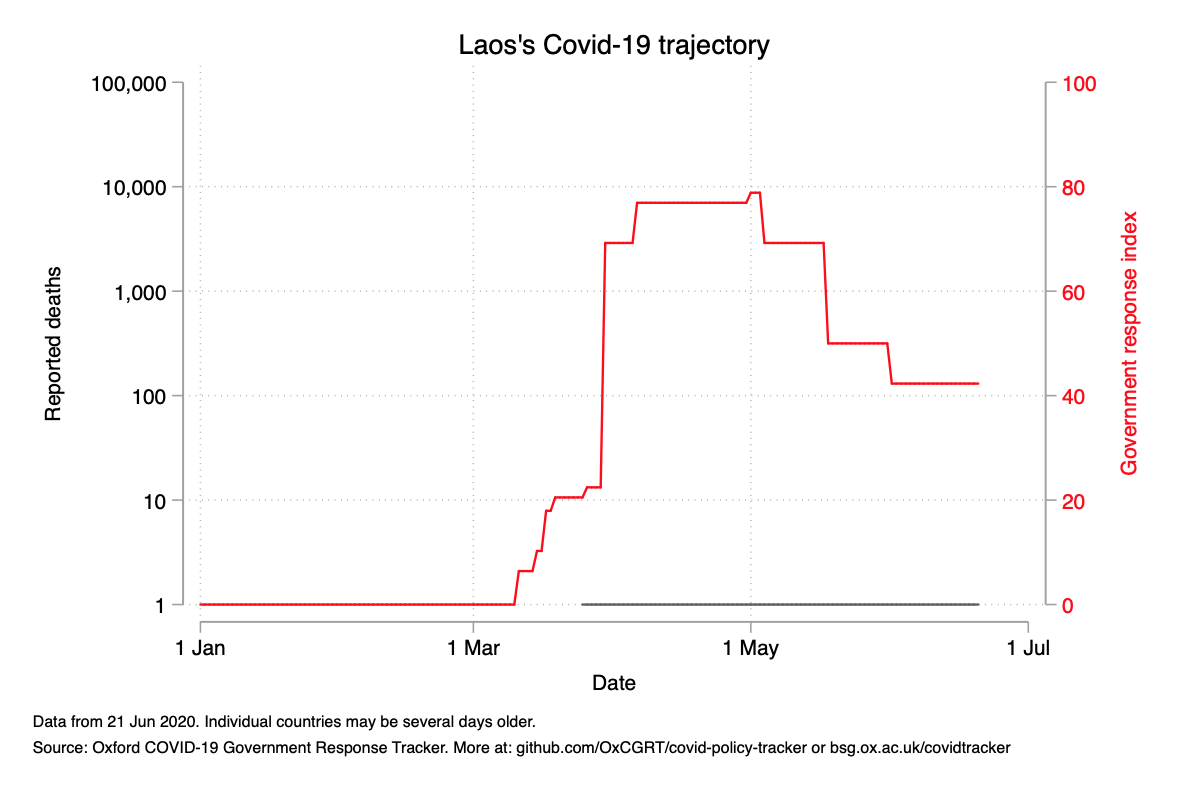 Laos's Covid-19 trajectory
100,000
10,000
1,000
100
10
1
Reported deaths
100
80
60
40
20
0
Government response index
1 Jan
1 Mar
1 May
1 Jul
Date
Data from 21 Jun 2020. Individual countries may be several days older.
Source: Oxford COVID-19 Government Response Tracker. More at: github.com/OxCGRT/covid-policy-tracker or bsg.ox.ac.uk/covidtracker